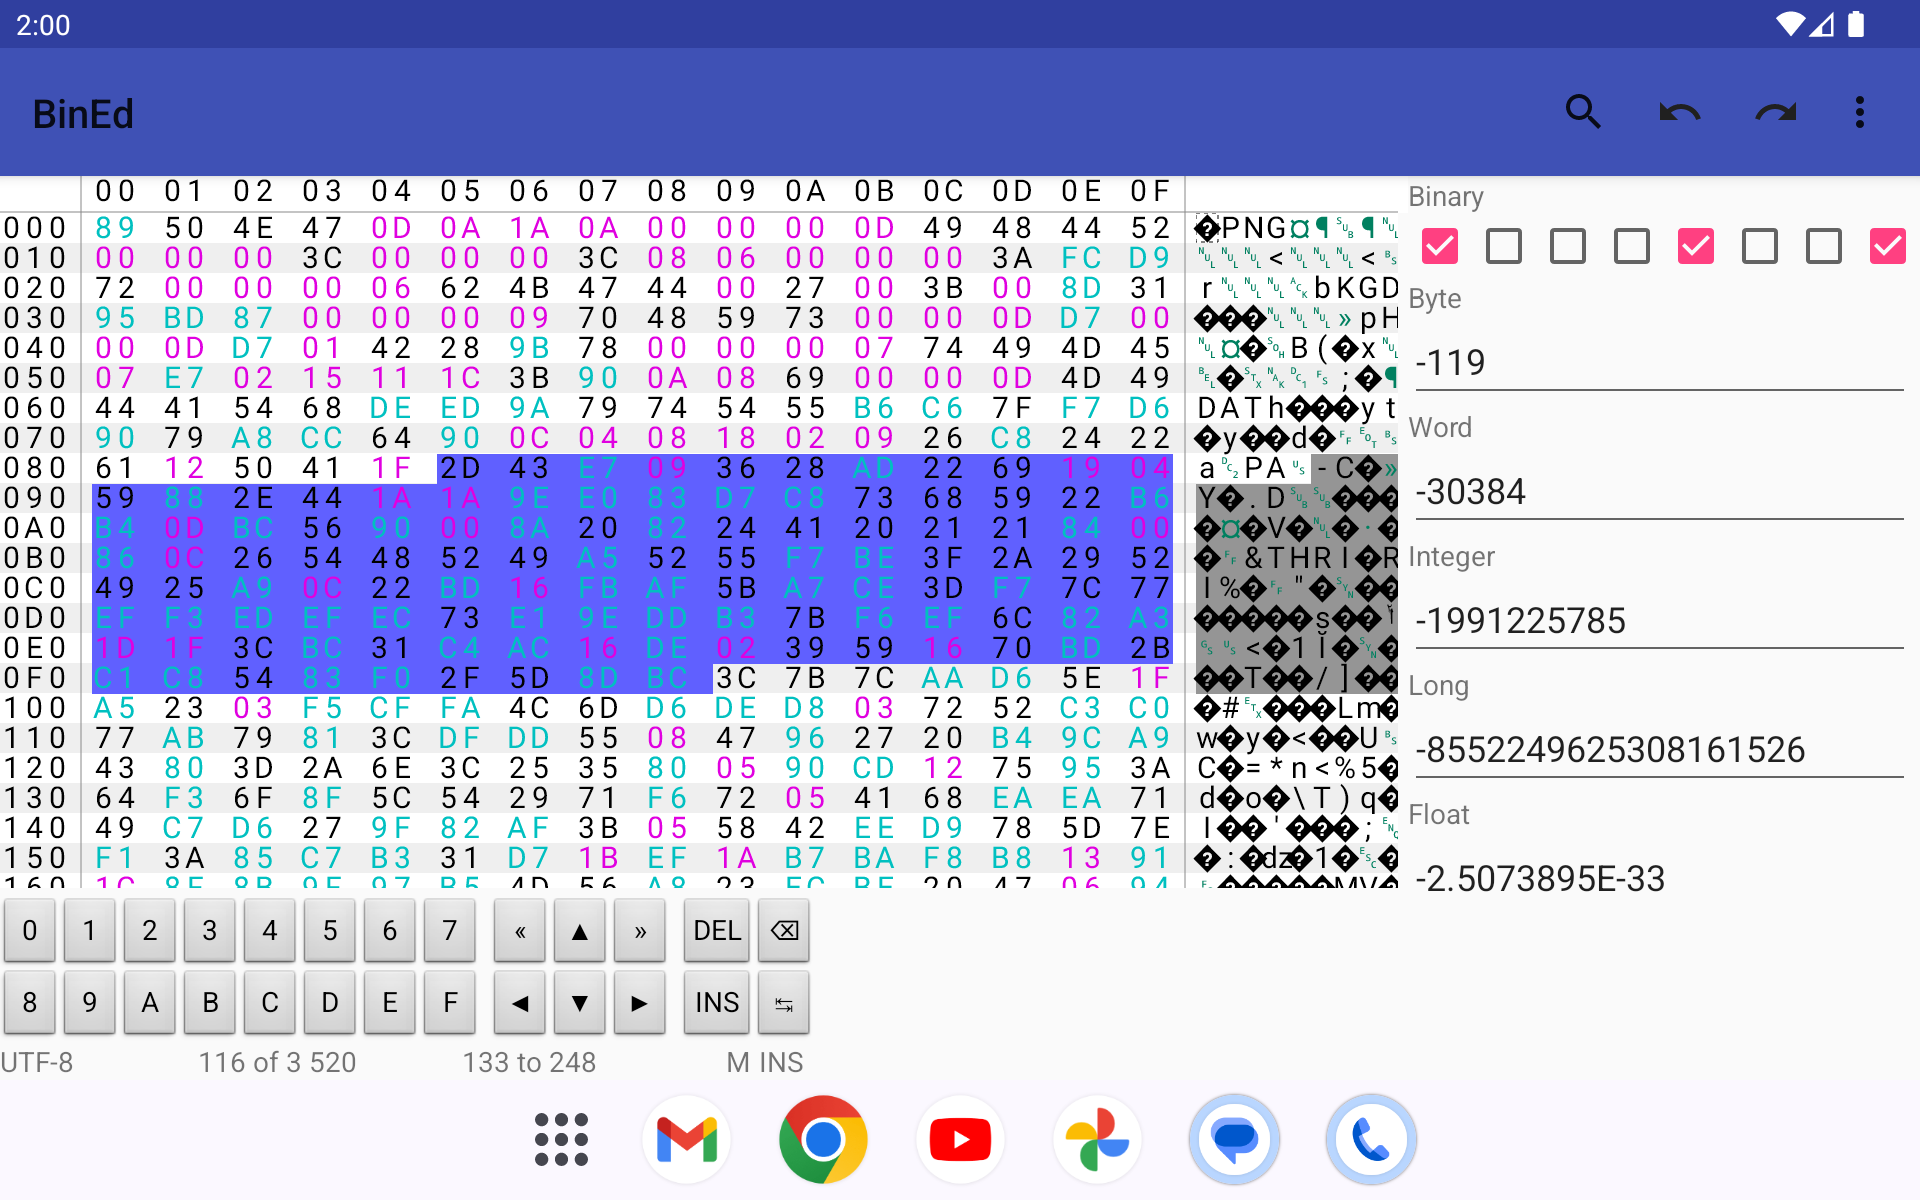 2:00
BinEd
00 01 02 03 04 05 06 07 08 09 0A 0B 0C 0D 0E 0F
000 89 50 4E 47 0D 0A 1A 0A 00 00 00 0D 49 48 44 52
010 00 00 00 3C 00 00 00 3C 08 06 00 00 00 3A FC D9
020 72 00 00 00 06 62 4B 47 44 00 27 00 3B 00 8D 31
030 95 BD 87 00 00 00 09 70 48 59 73 00 00 0D D7 00
040 00 0D D7 01 42 28 9B 78 00 00 00 07 74 49 4D 45
050 07 E7 02 15 11 1C 3B 90 0A 08 69 00 00 0D 4D 49
060 44 41 54 68 DE ED 9A 79 74 54 55 B6 C6 7F F7 D6
070 90 79 A8 CC 64 90 0C 04 08 18 02 09 26 C8 24 22
080 61 12 50 41 1F 2D 43 E7 09 36 28 AD 22 69 19 04
090 59 88 2E 44 1A 1A 9E E0 83 D7 C8 73 68 59 22 B6
0A0 B4 0D BC 56 90 00 8A 20 82 24 41 20 21 21 84 00
0B0 86 0C 26 54 48 52 49 A5 52 55 F7 BE 3F 2A 29 52
0C0 49 25 A9 0C 22 BD 16 FB AF 5B A7 CE 3D F7 7C 77
0D0 EF F3 ED EF EC 73 E1 9E DD B3 7B F6 EF 6C 82 A3
0E0 1D 1F 3C BC 31 C4 AC 16 DE 02 39 59 16 70 BD 2B
0F0 C1 C8 54 83 F0 2F 5D 8D BC 3C 7B 7C AA D6 5E 1F
100 A5 23 03 F5 CF FA 4C 6D D6 DE D8 03 72 52 C3 C0
110 77 AB 79 81 3C DF DD 55 08 47 96 27 20 B4 9C A9
120 43 80 3D 2A 6E 3C 25 35 80 05 90 CD 12 75 95 3A
130 64 F3 6F 8F 5C 54 29 71 F6 72 05 41 68 EA EA 71
140 49 C7 D6 27 9F 82 AF 3B 05 58 42 EE D9 78 5D 7E
150 F1 3A 85 C7 B3 31 D7 1B EF 1A B7 BA F8 B8 13 91
Binary
Byte
-119
Word
-30384
Integer
-1991225785
Long
-8552249625308161526
Float
-2.5073895E-33
0 1 2 3 4 5 6 7 « ▲ » DEL ⌫
8 9 A B C D E F ◄ ▼ ► INS ⭾
UTF-8 116 of 3 520 133 to 248 M INS